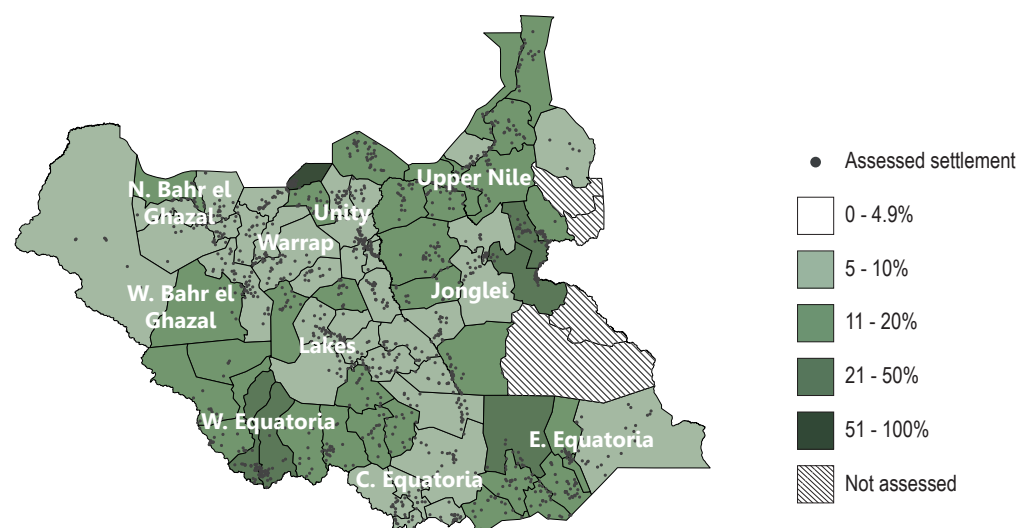 Upper Nile
N. Bahr el
Ghazal
Unity
Warrap
W. Bahr el
Ghazal
Jonglei
Lakes
W. Equatoria
E. Equatoria
C. Equatoria
Assessed settlement
0 - 4.9%
5 - 10%
11 - 20%
21 - 50%
51 - 100%
Not assessed